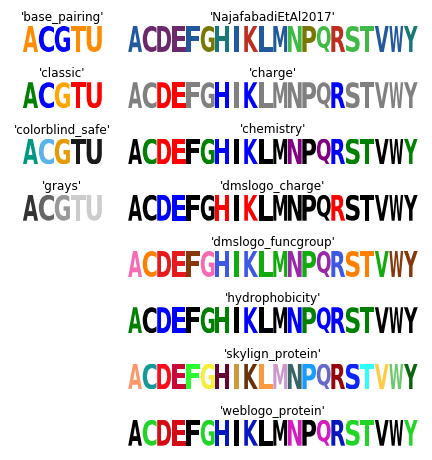 'base_pairing'
ACGTU
'classic'
ACGTU
'colorblind_safe'
ACGTU
'grays'
ACGTU
'NajafabadiEtAl2017'
ACDEFGHIKLMNPQRSTVWY
'charge'
ACDEFGHIKLMNPQRSTVWY
'chemistry'
ACDEFGHIKLMNPQRSTVWY
'dmslogo_charge'
ACDEFGHIKLMNPQRSTVWY
'dmslogo_funcgroup'
ACDEFGHIKLMNPQRSTVWY
'hydrophobicity'
ACDEFGHIKLMNPQRSTVWY
'skylign_protein'
ACDEFGHIKLMNPQRSTVWY
'weblogo_protein'
ACDEFGHIKLMNPQRSTVWY